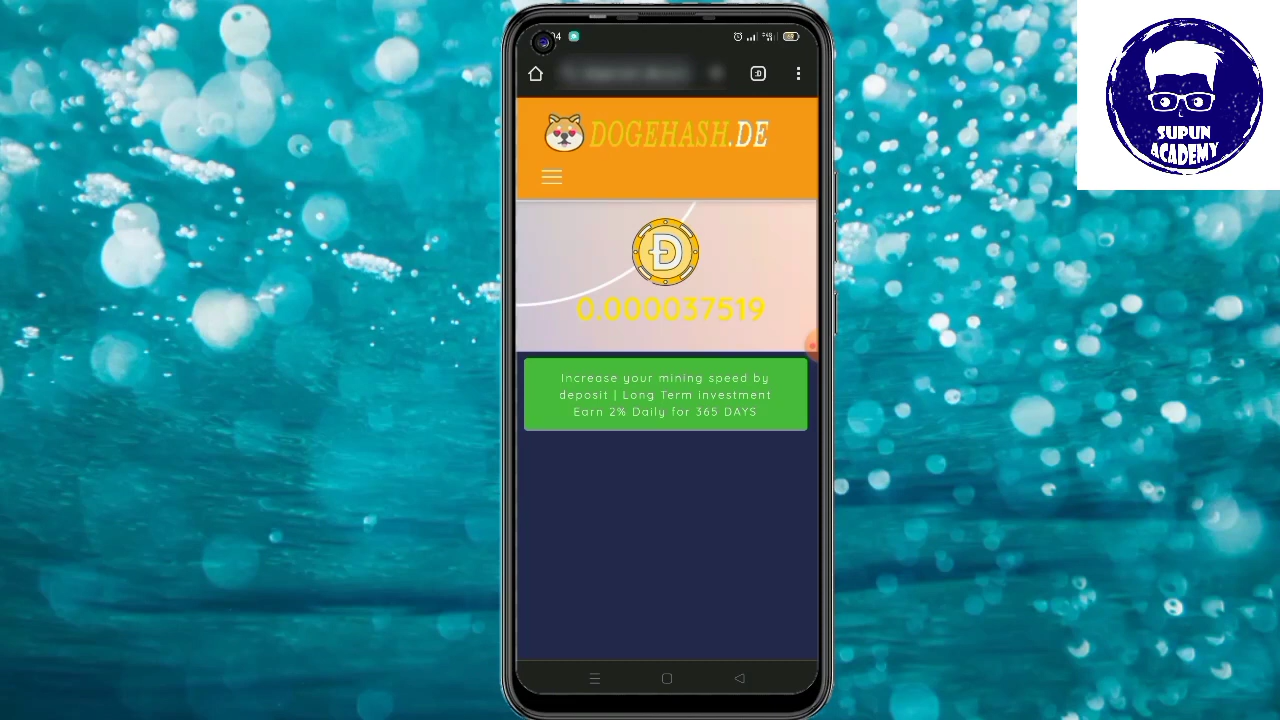 DOGEHASH.DE
0.000037519
Increase your mining speed by
deposit | Long Term investment
Earn 2% Daily for 365 DAYS
SUPUN
ACADEMY